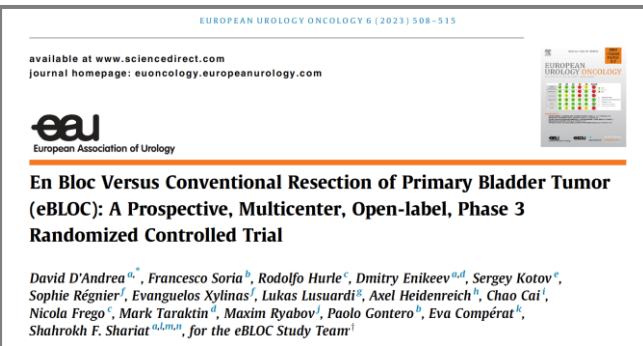 EUROPEAN UROLOGY ONCOLOGY 6 (2023) 508–515
available at www.sciencedirect.com
journal homepage: euoncology.europeanurology.com
EUROPEAN
UROLOGY ONCOLOGY
eau
European Association of Urology
En Bloc Versus Conventional Resection of Primary Bladder Tumor
(eBLOC): A Prospective, Multicenter, Open-label, Phase 3
Randomized Controlled Trial
David D'Andrea a,*, Francesco Soria b, Rodolfo Hurle c, Dmitry Enikeev a,d, Sergey Kotov e,
Sophie Régnier f, Evanguelos Xylinas f, Lukas Lusuardi g, Axel Heidenreich h, Chao Cai i,
Nicola Frego c, Mark Taraktin d, Maxim Ryabov j, Paolo Gontero b, Eva Compérat k,
Shahrokh F. Shariat a,l,m,n, for the eBLOC Study Team†